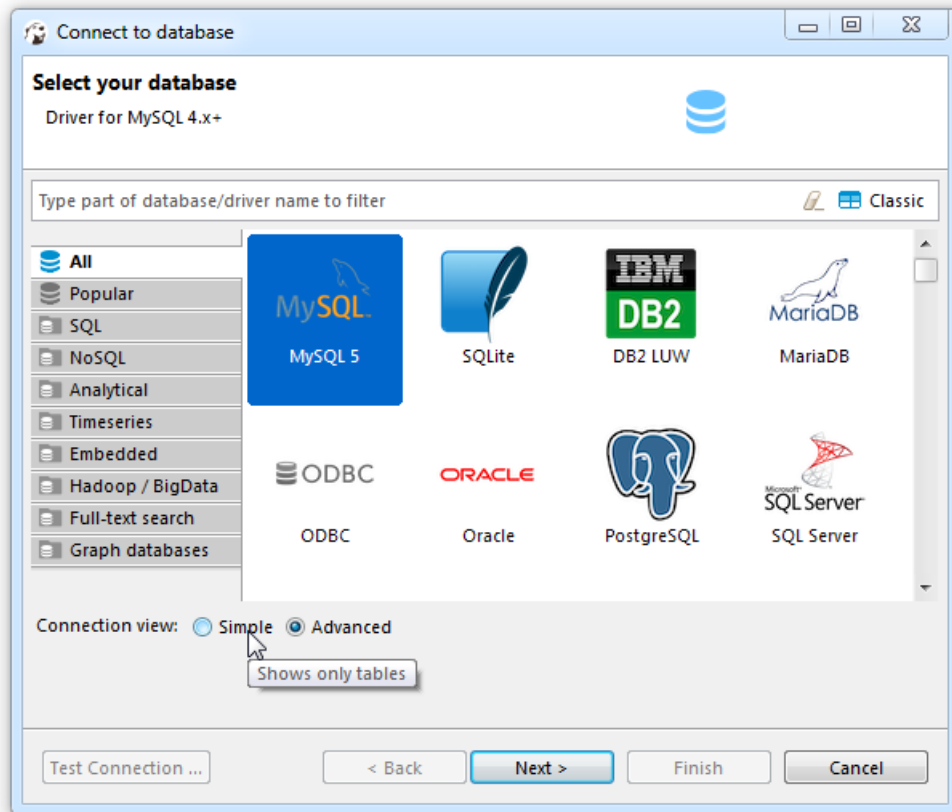 Connect to database
Select your database
Driver for MySQL 4.x+
Type part of database/driver name to filter
Classic
All
Popular
SQL
NoSQL
Analytical
Timeseries
Embedded
Hadoop / BigData
Full-text search
Graph databases
MySQL
IBM
DB2
MariaDB
MySQL 5
SQLite
DB2 LUW
MariaDB
ODBC
ORACLE
Microsoft
SQL Server
ODBC
Oracle
PostgreSQL
SQL Server
Connection view:
Simple
Advanced
Shows only tables
Test Connection ...
< Back
Next >
Finish
Cancel